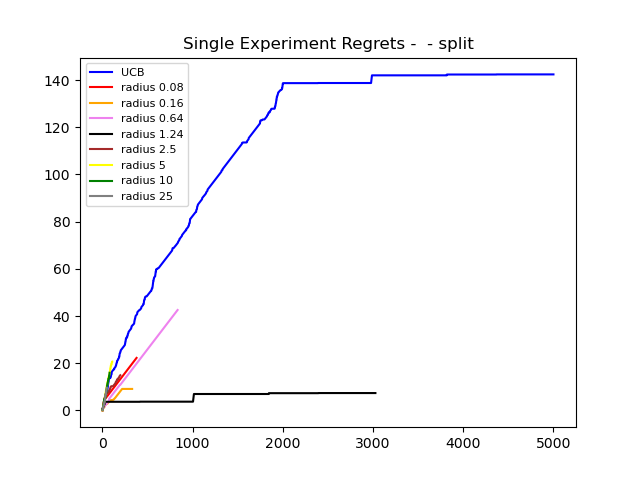 Single Experiment Regrets -  - split
UCB
radius 0.08
radius 0.16
radius 0.64
radius 1.24
radius 2.5
radius 5
radius 10
radius 25
140
120
100
80
60
40
20
0
0 1000 2000 3000 4000 5000